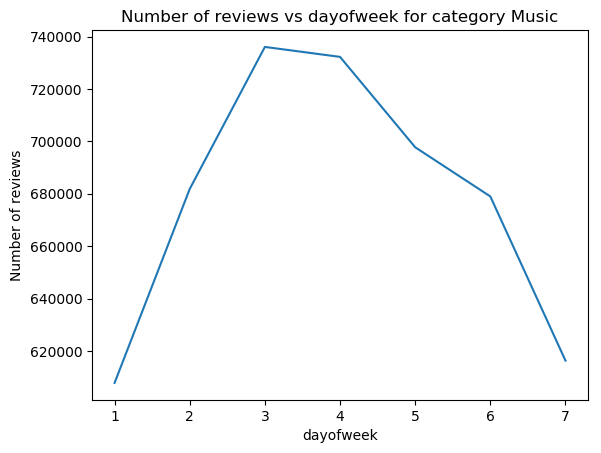 Number of reviews vs dayofweek for category Music
740000
720000
700000
680000
660000
640000
620000
Number of reviews
1 2 3 4 5 6 7
dayofweek